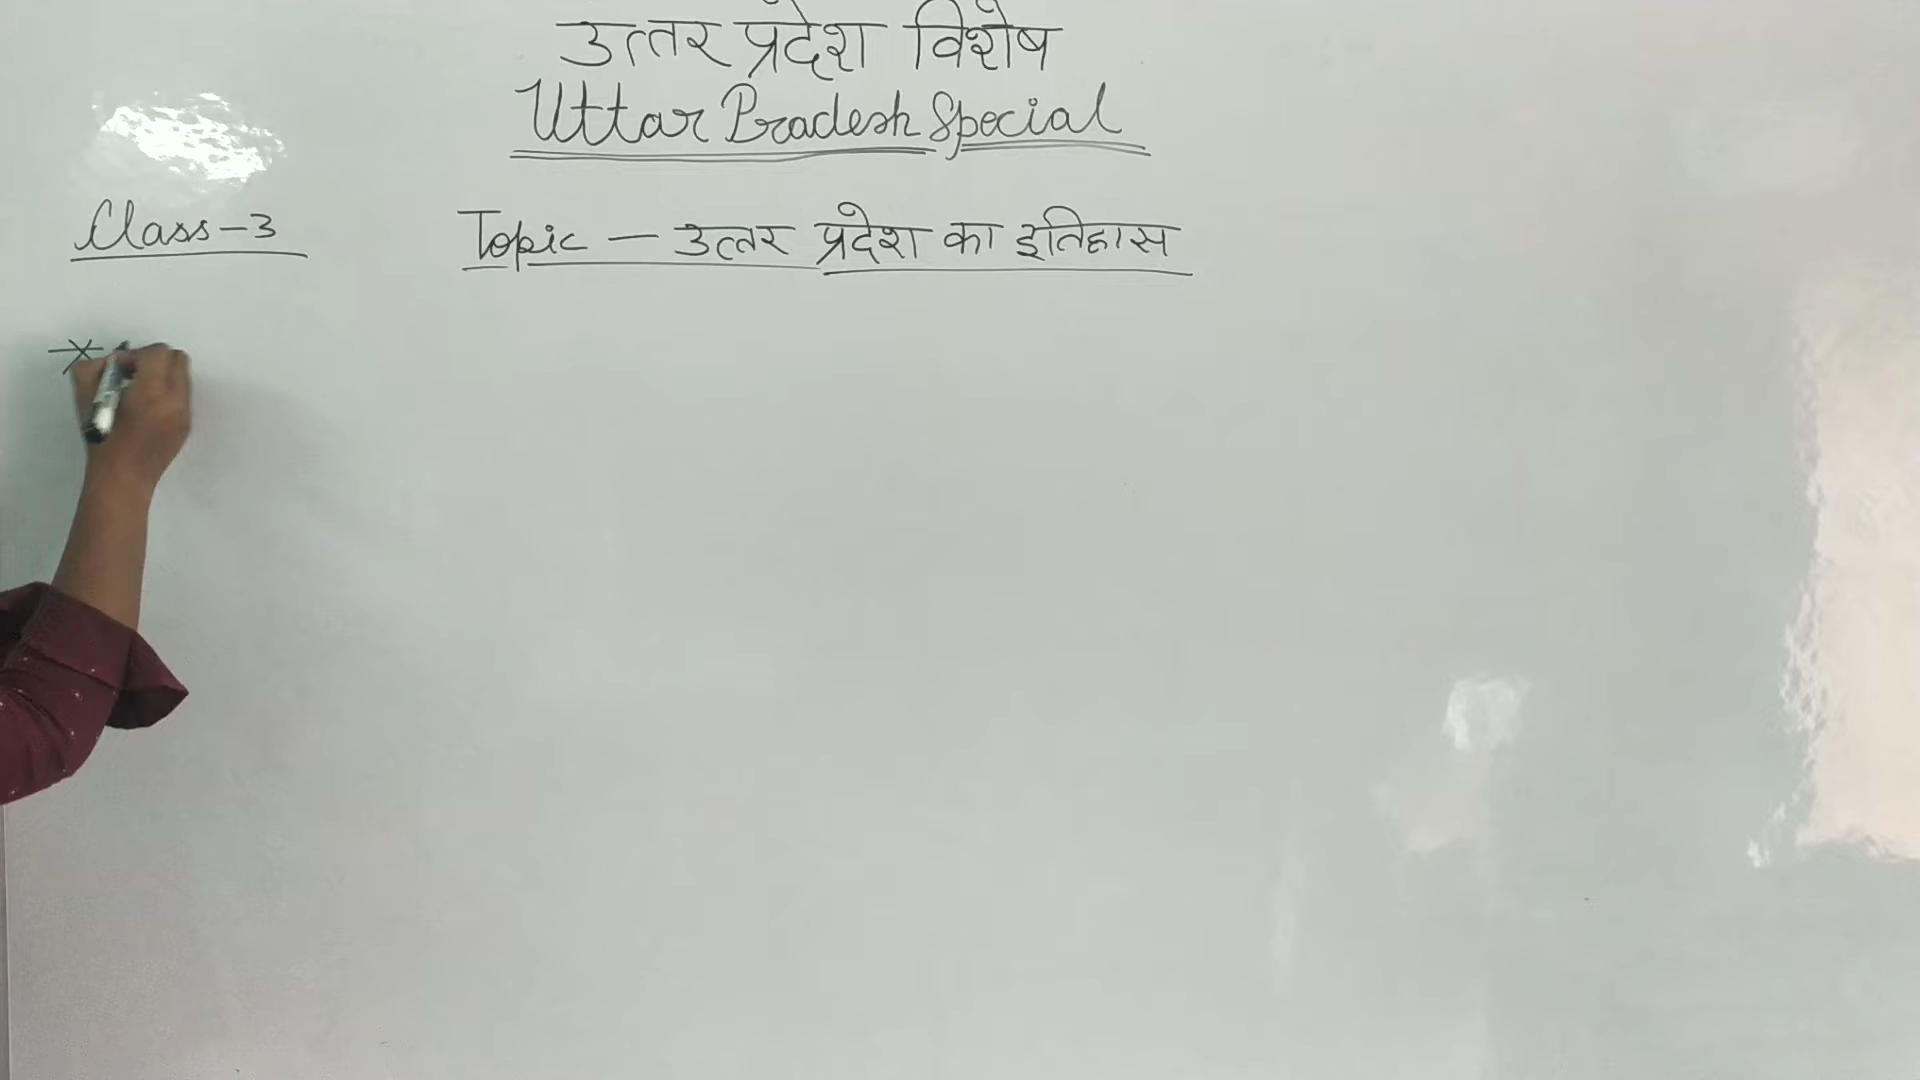 उत्तर प्रदेश विशेष
Uttar Pradesh Special
Class-3
Topic – उत्तर प्रदेश का इतिहास
*